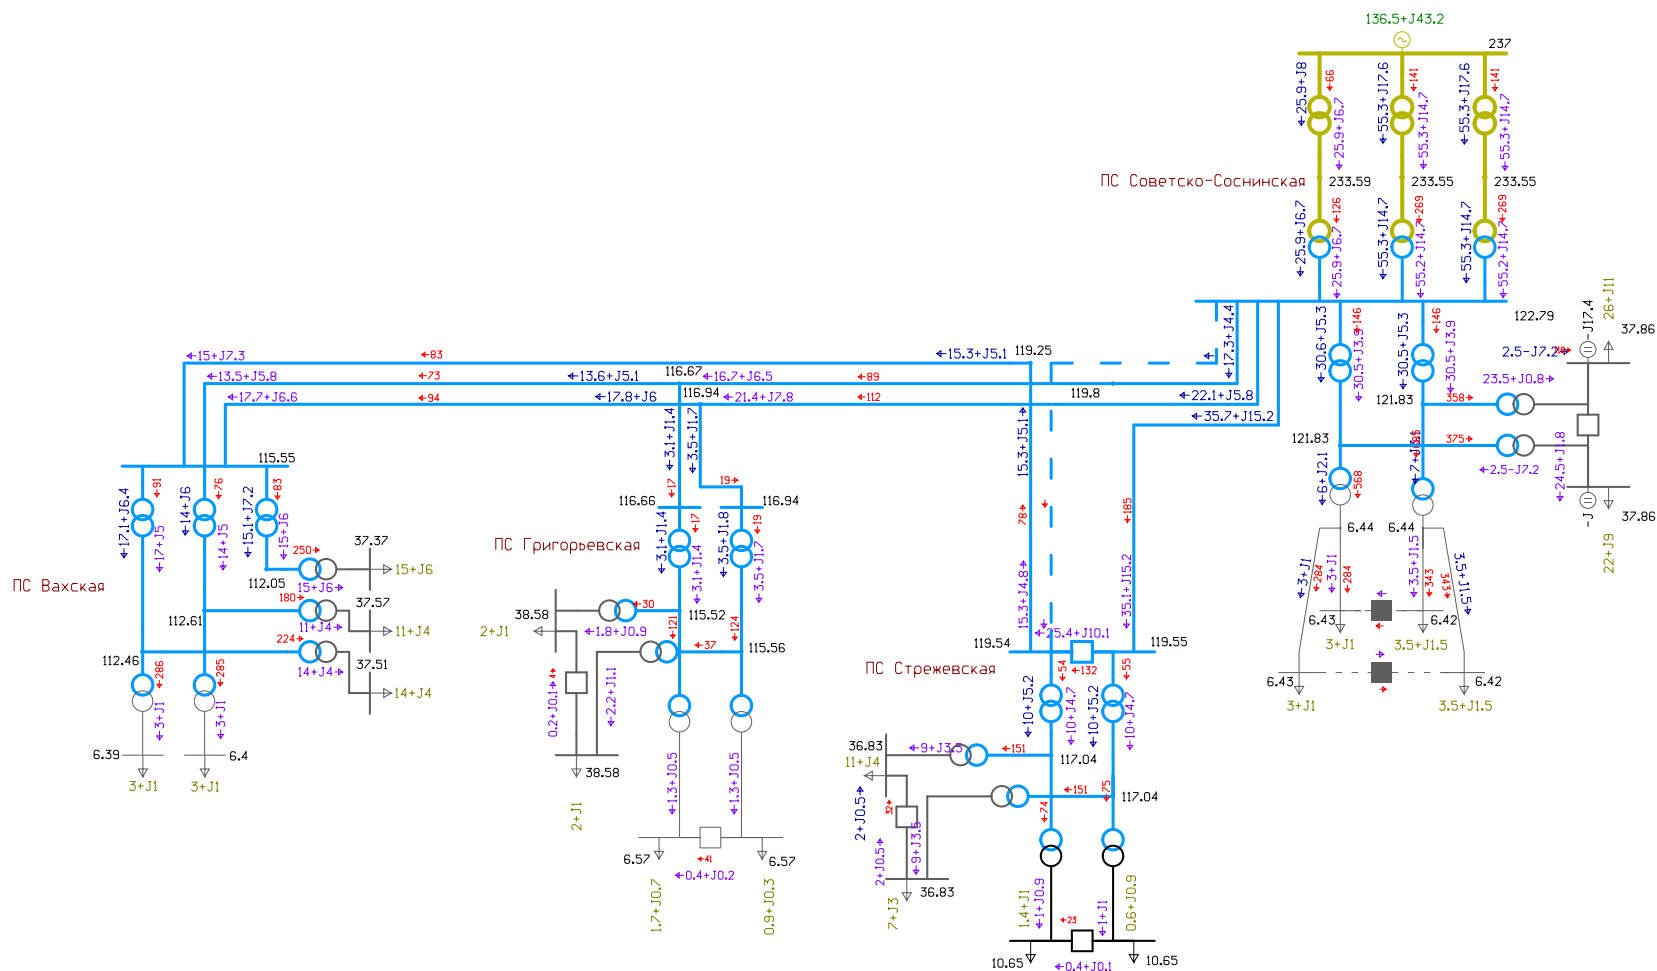 136.5+J43.2
237
←25.9+J8
←66
←25.9+J6.7
←55.3+J17.6
←141
←55.3+J14.7
←55.3+J17.6
←141
←55.3+J14.7
ПС Советско-Соснинская
233.59
233.55
233.55
←25.9+J6.7
←126
←25.9+J6.7
←55.3+J14.7
←269
←55.2+J14.7
←55.3+J14.7
←269
←55.2+J14.7
122.79
←17.3+J4.4
←30.6+J5.3
←146
←30.5+J3.9
←30.5+J5.3
←146
←30.5+J3.9
-J17.4
26+J11
37.86
2.5-J7.2→
23.5+J0.8→
121.83
358→
121.83
375→
←2.5-J7.2
←24.5+J1.8
←6+J2.1
←568
-J
37.86
22+J9
6.44
6.44
←3+J1
←284
←3+J1
←284
←3.5+J1.5
←343
343→
3.5+J1.5→
6.43
3+J1
6.42
3.5+J1.5
6.43
3+J1
6.42
3.5+J1.5
←15+J7.3
←83
←15.3+J5.1
119.25
←13.5+J5.8
←73
←13.6+J5.1
116.67
←16.7+J6.5
←89
119.8
←17.7+J6.6
←94
←17.8+J6
116.94
←21.4+J7.8
←112
←22.1+J5.8
←35.7+J15.2
115.55
←17.1+J6.4
←91
←17+J5
←14+J6
←76
←14+J5
←15.1+J7.2
←83
←15+J6
ПС Вахская
250→
37.37
15+J6→
15+J6
112.05
180→
37.57
11+J4→
11+J4
112.61
224→
37.51
14+J4→
14+J4
112.46
←286
←3+J1
←285
←3+J1
6.39
6.4
3+J1
3+J1
←3.1+J1.4
←17
←3.5+J1.7
19→
116.66
116.94
ПС Григорьевская
←3.1+J1.4
←17
←3.1+J1.4
←3.5+J1.8
←19
←3.5+J1.7
38.58
←30
115.52
2+J1
←1.8+J0.9
←121
←124
←37
115.56
0.2+J0.1→
4→
←2.2+J1.1
38.58
2+J1
←1.3+J0.5
←1.3+J0.5
6.57
←41
6.57
←0.4+J0.2
1.7+J0.7
0.9+J0.3
15.3+J5.1→
78→
15.3+J4.8→
←185
←35.1+J15.2
119.54
←25.4+J10.1
119.55
←132
ПС Стрежевская
←10+J5.2
←54
←10+J4.7
←10+J5.2
←55
←10+J4.7
36.83
←9+J3.5
←151
117.04
11+J4
←151
←75
117.04
2+J0.5→
32→
←74
2+J0.5→
←9+J3.5
36.83
7+J3
1.4+J1
←1+J0.9
←23
←1+J1
0.6+J0.9
10.65
←0.4+J0.1
10.65